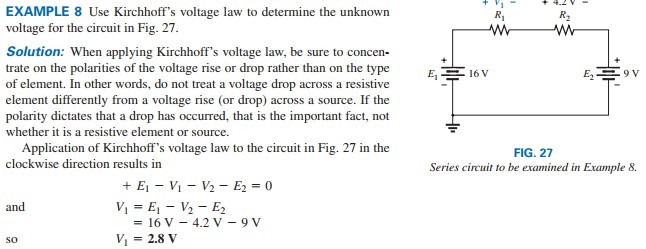 EXAMPLE 8 Use Kirchhoff's voltage law to determine the unknown
voltage for the circuit in Fig. 27.
Solution: When applying Kirchhoff's voltage law, be sure to concen-
trate on the polarities of the voltage rise or drop rather than on the type
of element. In other words, do not treat a voltage drop across a resistive
element differently from a voltage rise (or drop) across a source. If the
polarity dictates that a drop has occurred, that is the important fact, not
whether it is a resistive element or source.
Application of Kirchhoff's voltage law to the circuit in Fig. 27 in the
clockwise direction results in
+ E₁ − V₁ − V₂ − E₂ = 0
and V₁ = E₁ − V₂ − E₂
= 16 V − 4.2 V − 9 V
so V₁ = 2.8 V
+ V₁ − + 4.2 V −
R₁ R₂
+ +
E₁ 16 V E₂ 9 V
− −
FIG. 27
Series circuit to be examined in Example 8.